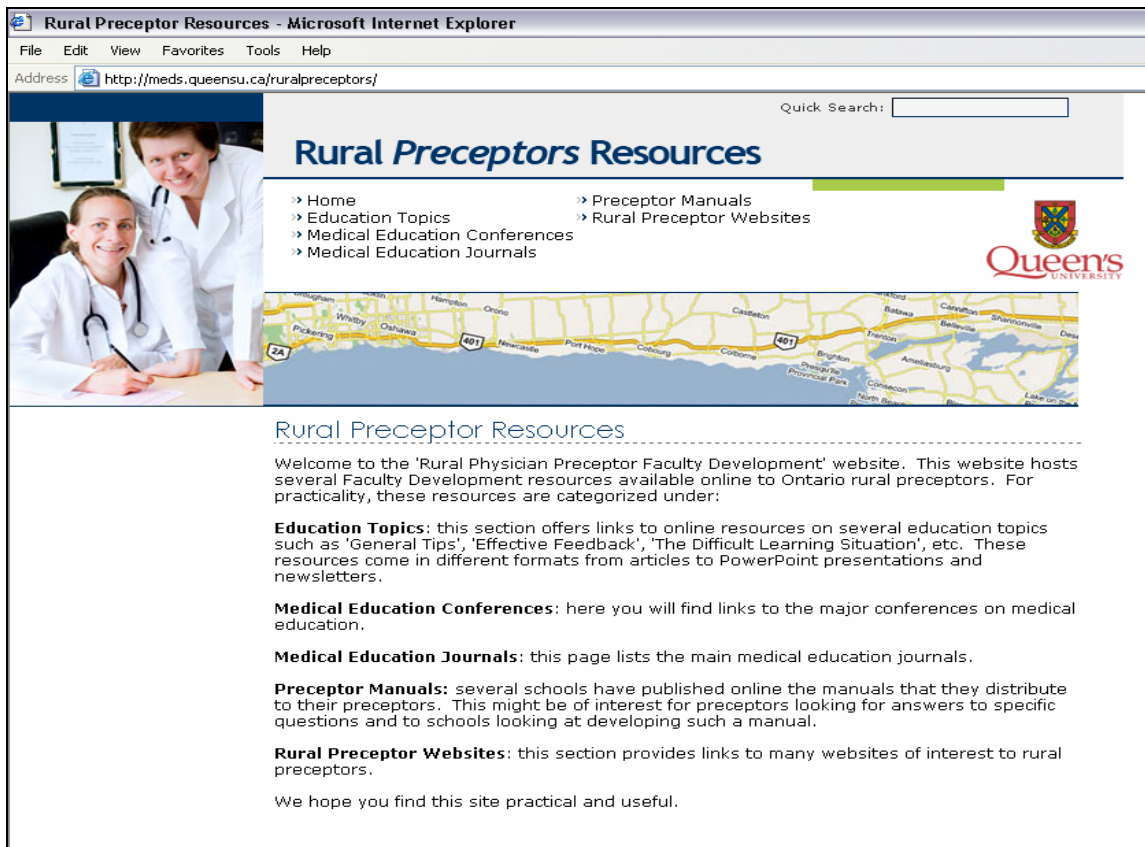 Rural Preceptor Resources - Microsoft Internet Explorer
File Edit View Favorites Tools Help
Address http://meds.queensu.ca/ruralpreceptors/
Quick Search:
Rural Preceptors Resources
Home
Education Topics
Medical Education Conferences
Medical Education Journals
Preceptor Manuals
Rural Preceptor Websites
Queen's
UNIVERSITY
Hampton
Orono
Whitby
Oshawa
Pickering
2A
401
Newcastle
Port Hope
Cobourg
Colborne
Castleton
401
Brighton
Presqu'ile
Provincial Park
Trenton
Batawa
Cannifton
Shannonville
Belleville
Ameliasburg
Consecon
Rural Preceptor Resources
Welcome to the 'Rural Physician Preceptor Faculty Development' website. This website hosts
several Faculty Development resources available online to Ontario rural preceptors. For
practicality, these resources are categorized under:
Education Topics: this section offers links to online resources on several education topics
such as 'General Tips', 'Effective Feedback', 'The Difficult Learning Situation', etc. These
resources come in different formats from articles to PowerPoint presentations and
newsletters.
Medical Education Conferences: here you will find links to the major conferences on medical
education.
Medical Education Journals: this page lists the main medical education journals.
Preceptor Manuals: several schools have published online the manuals that they distribute
to their preceptors. This might be of interest for preceptors looking for answers to specific
questions and to schools looking at developing such a manual.
Rural Preceptor Websites: this section provides links to many websites of interest to rural
preceptors.
We hope you find this site practical and useful.